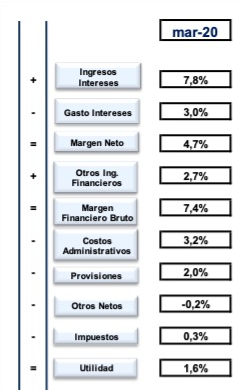 mar-20
+ Ingresos
Intereses 7,8%
- Gasto Intereses 3,0%
= Margen Neto 4,7%
+ Otros Ing.
Financieros 2,7%
= Margen
Financiero Bruto 7,4%
- Costos
Administrativos 3,2%
- Provisiones 2,0%
- Otros Netos -0,2%
- Impuestos 0,3%
= Utilidad 1,6%